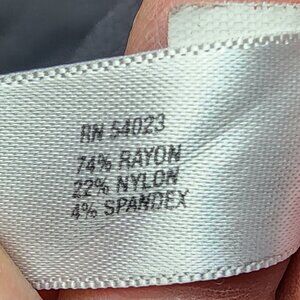 RN 54023
74% RAYON
22% NYLON
4% SPANDEX